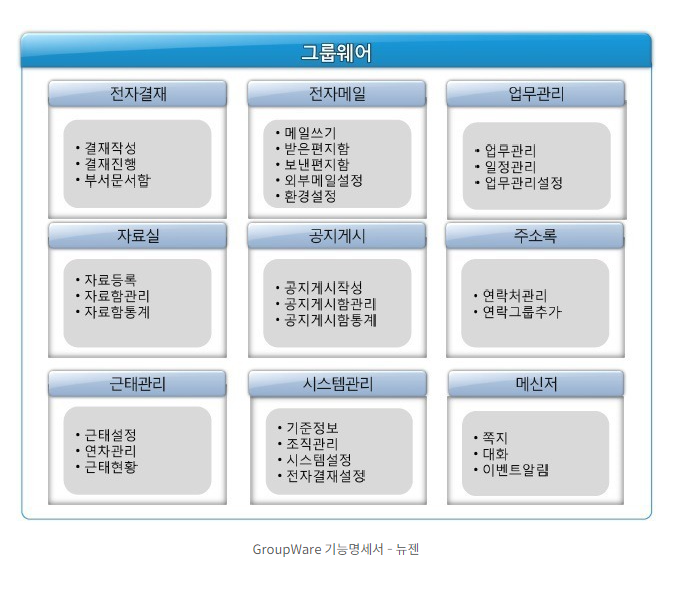 그룹웨어
전자결재
• 결재작성
• 결재진행
• 부서문서함
전자메일
• 메일쓰기
• 받은편지함
• 보낸편지함
• 외부메일설정
• 환경설정
업무관리
• 업무관리
• 일정관리
• 업무관리설정
자료실
• 자료등록
• 자료함관리
• 자료함통계
공지게시
• 공지게시작성
• 공지게시함관리
• 공지게시함통계
주소록
• 연락처관리
• 연락그룹추가
근태관리
• 근태설정
• 연차관리
• 근태현황
시스템관리
• 기준정보
• 조직관리
• 시스템설정
• 전자결재설정
메신저
• 쪽지
• 대화
• 이벤트알림
GroupWare 기능명세서 - 뉴젠